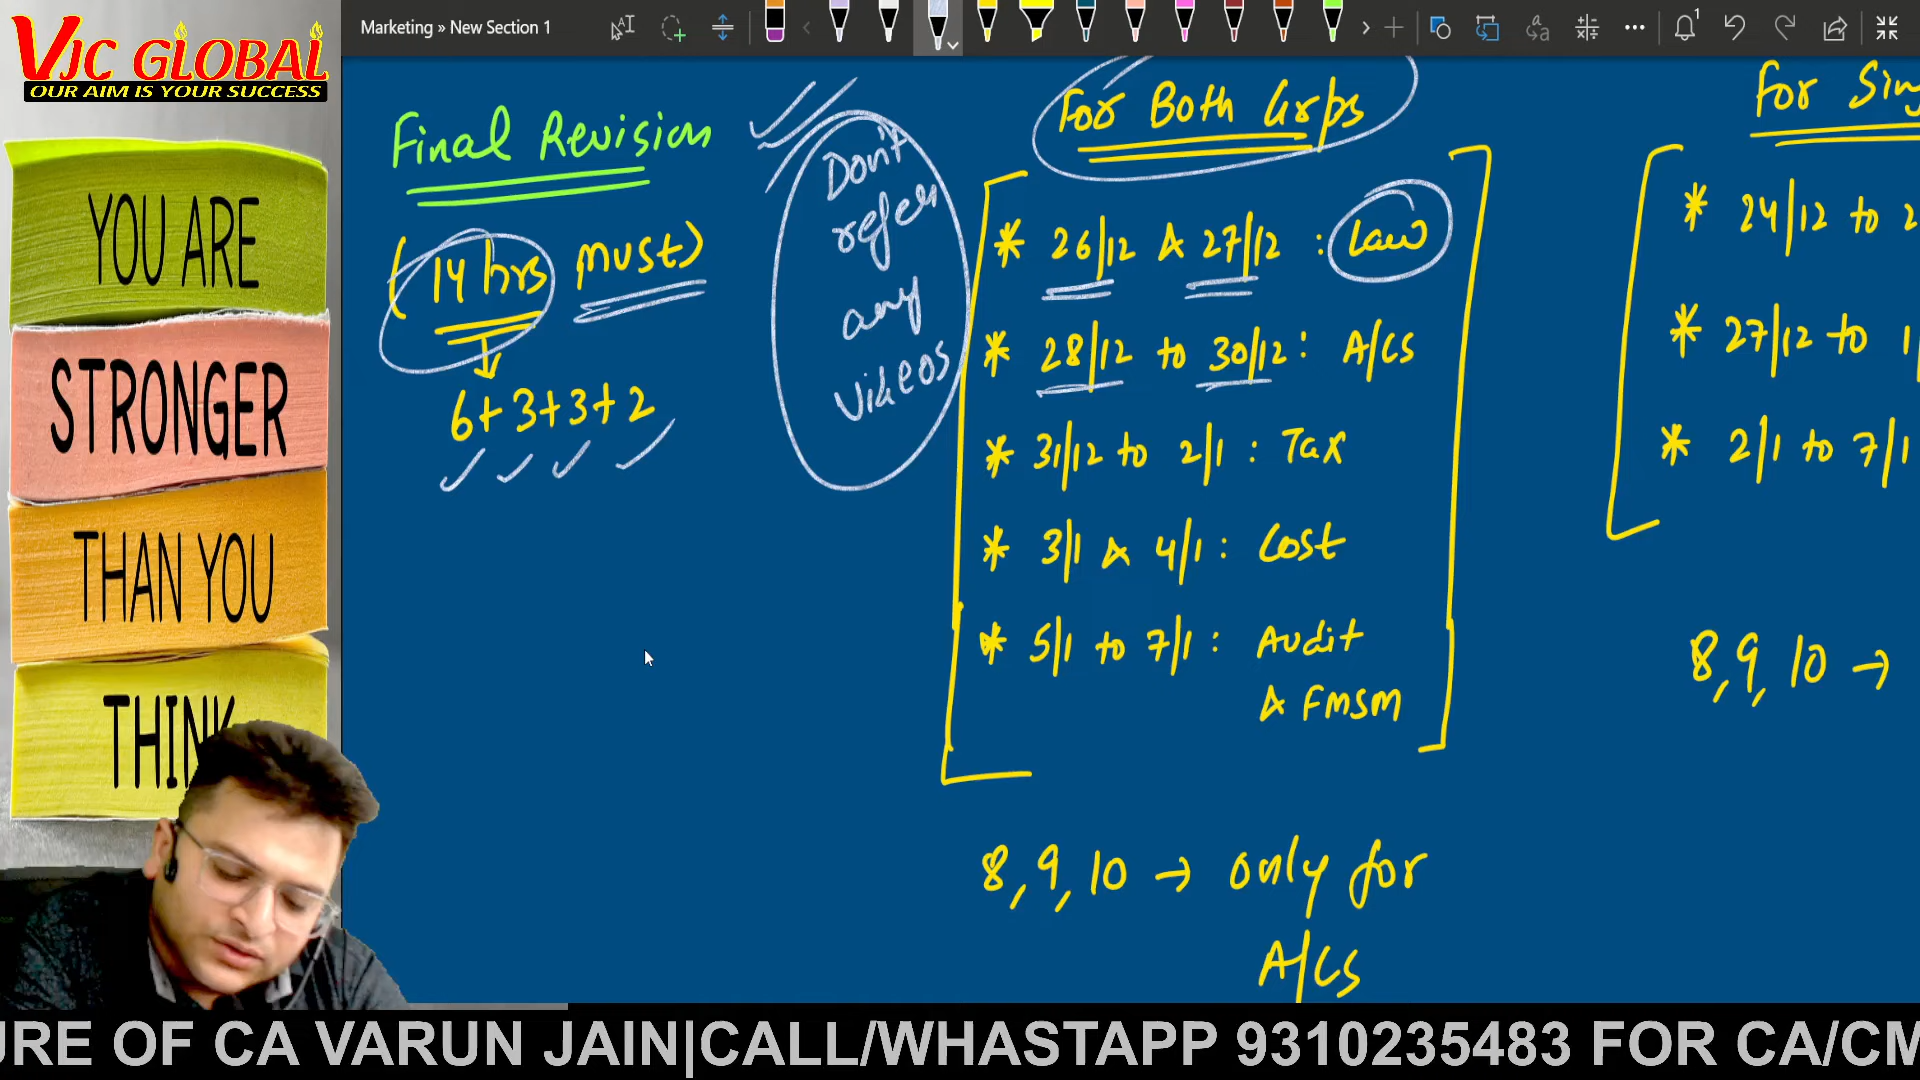 VJC GLOBAL
OUR AIM IS YOUR SUCCESS
Marketing » New Section 1
YOU ARE
STRONGER
THAN YOU
THINK
Final Revision
(14 hrs must)
6+3+3+2
Don't
refer
any
videos
For Both Grps
* 26/12 & 27/12 : Law
* 28/12 to 30/12 : A/cs
* 31/12 to 2/1 : Tax
* 3/1 & 4/1 : Cost
* 5/1 to 7/1 : Audit
& FMSM
8, 9, 10 → only for
A/cs
For Sin
* 24/12 to 2
* 27/12 to 1
* 2/1 to 7/1
8, 9, 10 →
URE OF CA VARUN JAIN|CALL/WHASTAPP 9310235483 FOR CA/CM